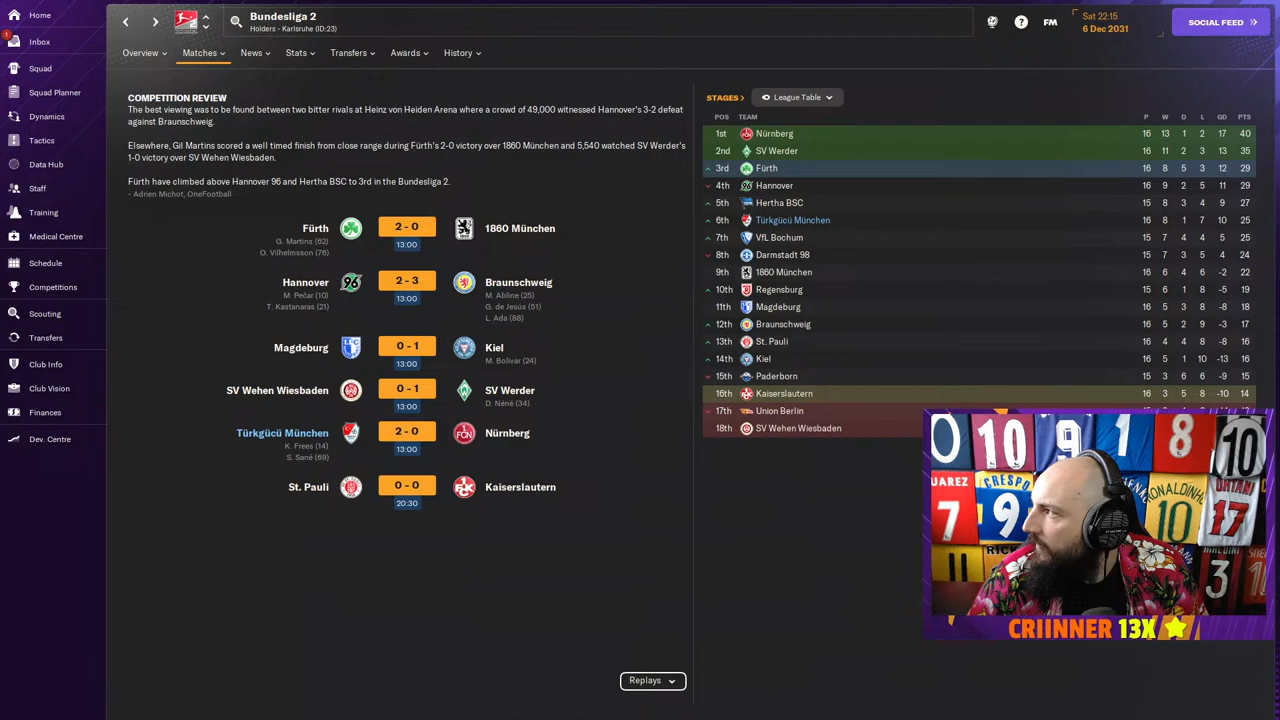 Home
Inbox
1
Squad
Squad Planner
Dynamics
Tactics
Data Hub
Staff
Training
Medical Centre
Schedule
Competitions
Scouting
Transfers
Club Info
Club Vision
Finances
Dev. Centre
Bundesliga 2
Holders - Karlsruhe (ID:23)
FM
Sat 22:15
6 Dec 2031
SOCIAL FEED
Overview Matches News Stats Transfers Awards History
COMPETITION REVIEW
The best viewing was to be found between two bitter rivals at Heinz von Heiden Arena where a crowd of 49,000 witnessed Hannover's 3-2 defeat
against Braunschweig.
Elsewhere, Gil Martins scored a well timed finish from close range during Fürth's 2-0 victory over 1860 München and 5,540 watched SV Werder's
1-0 victory over SV Wehen Wiesbaden.
Fürth have climbed above Hannover 96 and Hertha BSC to 3rd in the Bundesliga 2.
- Adrien Michot, OneFootball
Fürth 2 - 0 1860 München
G. Martins (62) 13:00
O. Vilhelmsson (76)
Hannover 2 - 3 Braunschweig
M. Pečar (10) 13:00 M. Abline (25)
T. Kastanaras (21) G. de Jesús (51)
L. Ada (88)
Magdeburg 0 - 1 Kiel
13:00 M. Bolivar (24)
SV Wehen Wiesbaden 0 - 1 SV Werder
13:00 D. Néné (34)
Türkgücü München 2 - 0 Nürnberg
K. Frees (14) 13:00
S. Sané (69)
St. Pauli 0 - 0 Kaiserslautern
20:30
Replays
STAGES League Table
POS TEAM P W D L GD PTS
1st Nürnberg 16 13 1 2 17 40
2nd SV Werder 16 11 2 3 13 35
3rd Fürth 16 8 5 3 12 29
4th Hannover 16 9 2 5 11 29
5th Hertha BSC 15 8 3 4 9 27
6th Türkgücü München 16 8 1 7 10 25
7th VfL Bochum 15 7 4 4 5 25
8th Darmstadt 98 15 7 3 5 4 24
9th 1860 München 16 6 4 6 -2 22
10th Regensburg 15 6 1 8 -5 19
11th Magdeburg 16 5 3 8 -8 18
12th Braunschweig 16 5 2 9 -3 17
13th St. Pauli 16 4 4 8 -8 16
14th Kiel 16 5 1 10 -13 16
15th Paderborn 15 3 6 6 -9 15
16th Kaiserslautern 16 3 5 8 -10 14
17th Union Berlin
18th SV Wehen Wiesbaden
10 9 1 8 10
UAREZ CRESPO RONALDINHO OHTANI
7 9 10 17
11 3
CRIINNER 13X